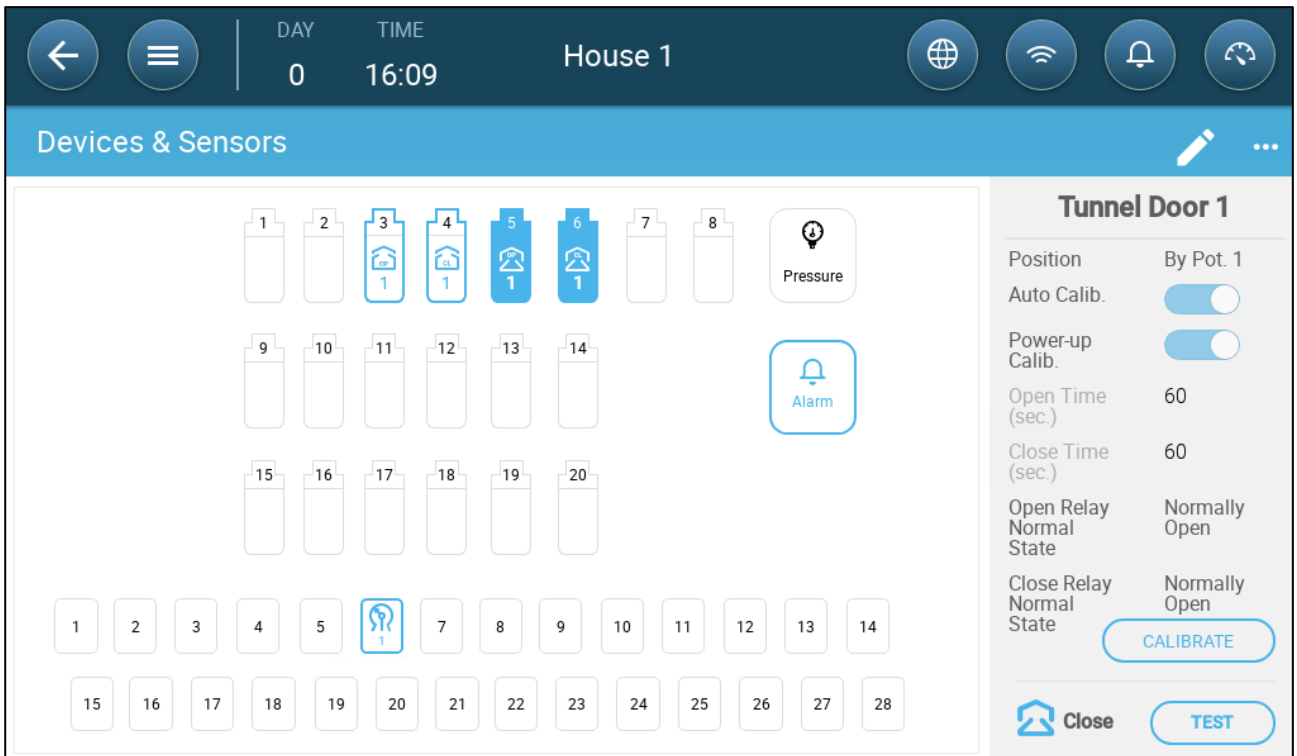 DAY TIME
0 16:09
House 1
Devices & Sensors
1 2 3 4 5 6 7 8
OP CL OP CL
1 1 1 1
Pressure
9 10 11 12 13 14
Alarm
15 16 17 18 19 20
1 2 3 4 5 1 7 8 9 10 11 12 13 14
15 16 17 18 19 20 21 22 23 24 25 26 27 28
Tunnel Door 1
Position By Pot. 1
Auto Calib.
Power-up
Calib.
Open Time 60
(sec.)
Close Time 60
(sec.)
Open Relay Normally
Normal Open
State
Close Relay Normally
Normal Open
State
CALIBRATE
Close TEST